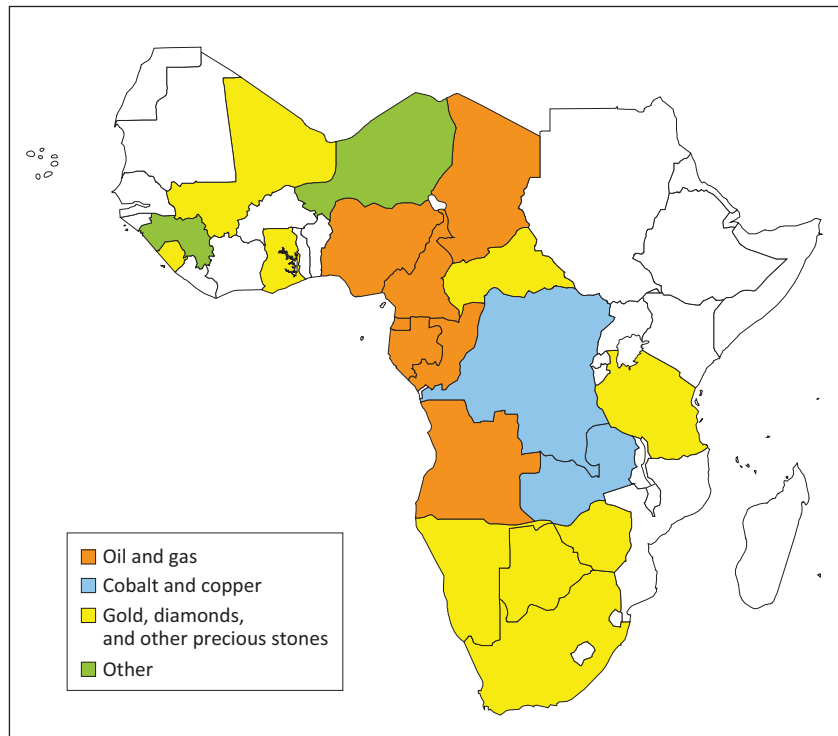 Oil and gas
Cobalt and copper
Gold, diamonds,
and other precious stones
Other